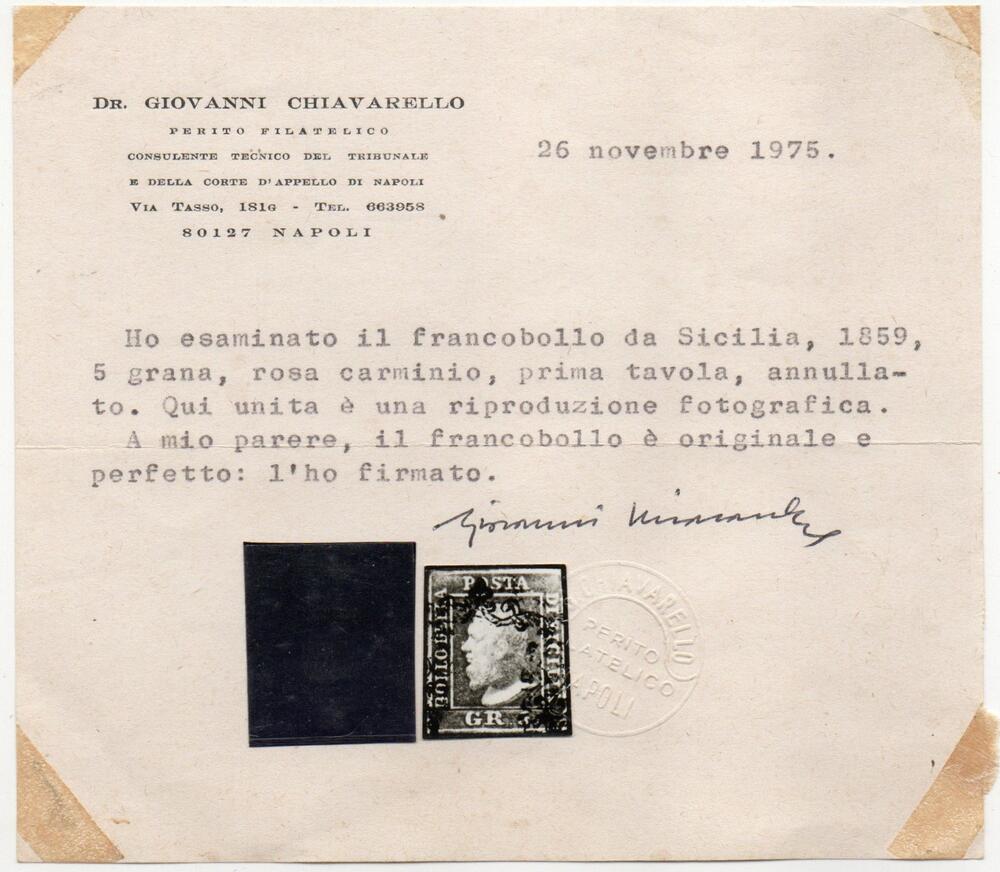 DR. GIOVANNI CHIAVARELLO
PERITO FILATELICO
CONSULENTE TECNICO DEL TRIBUNALE
E DELLA CORTE D'APPELLO DI NAPOLI
VIA TASSO, 181G - TEL. 663958
80127 NAPOLI
26 novembre 1975.
Ho esaminato il francobollo da Sicilia, 1859,
5 grana, rosa carminio, prima tavola, annulla-
to. Qui unita è una riproduzione fotografica.
A mio parere, il francobollo è originale e
perfetto: l'ho firmato.
Giovanni Chiavarello
POSTA
BOLLO DELLA
GR
CHIAVARELLO
PERITO
FILATELICO
NAPOLI